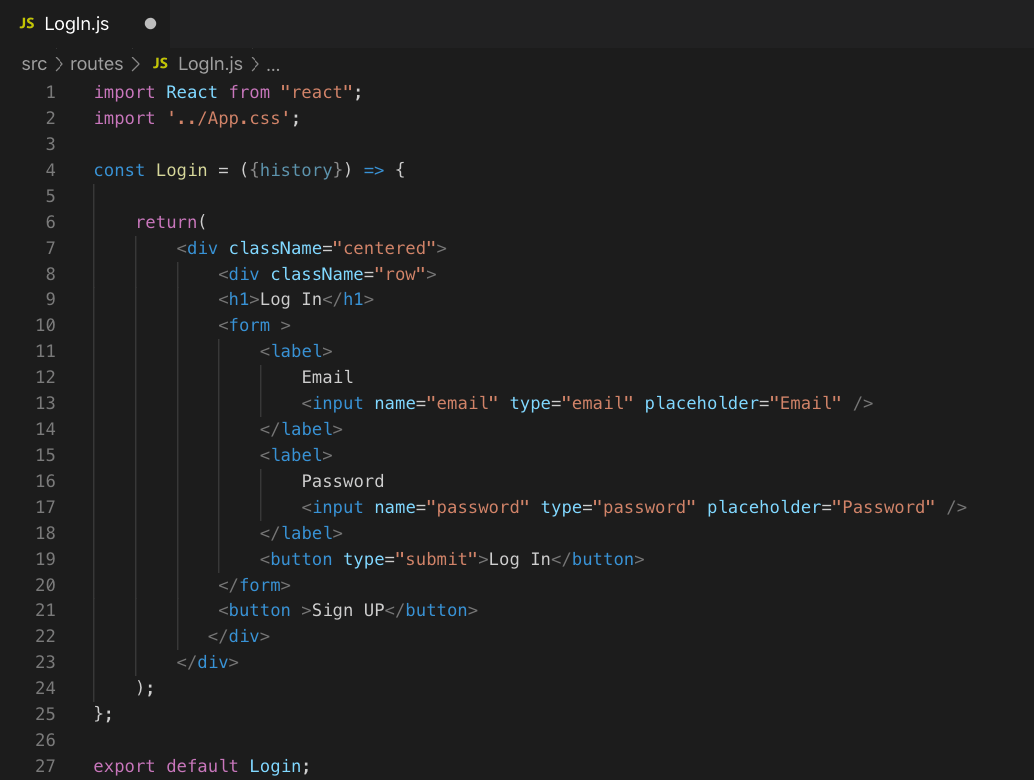 JS LogIn.js
src > routes > JS LogIn.js > ...
1 import React from "react";
2 import '../App.css';
3
4 const Login = ({history}) => {
5
6     return(
7         <div className="centered">
8             <div className="row">
9             <h1>Log In</h1>
10             <form >
11                 <label>
12                     Email
13                     <input name="email" type="email" placeholder="Email" />
14                 </label>
15                 <label>
16                     Password
17                     <input name="password" type="password" placeholder="Password" />
18                 </label>
19                 <button type="submit">Log In</button>
20             </form>
21             <button >Sign UP</button>
22            </div>
23         </div>
24     );
25 };
26
27 export default Login;